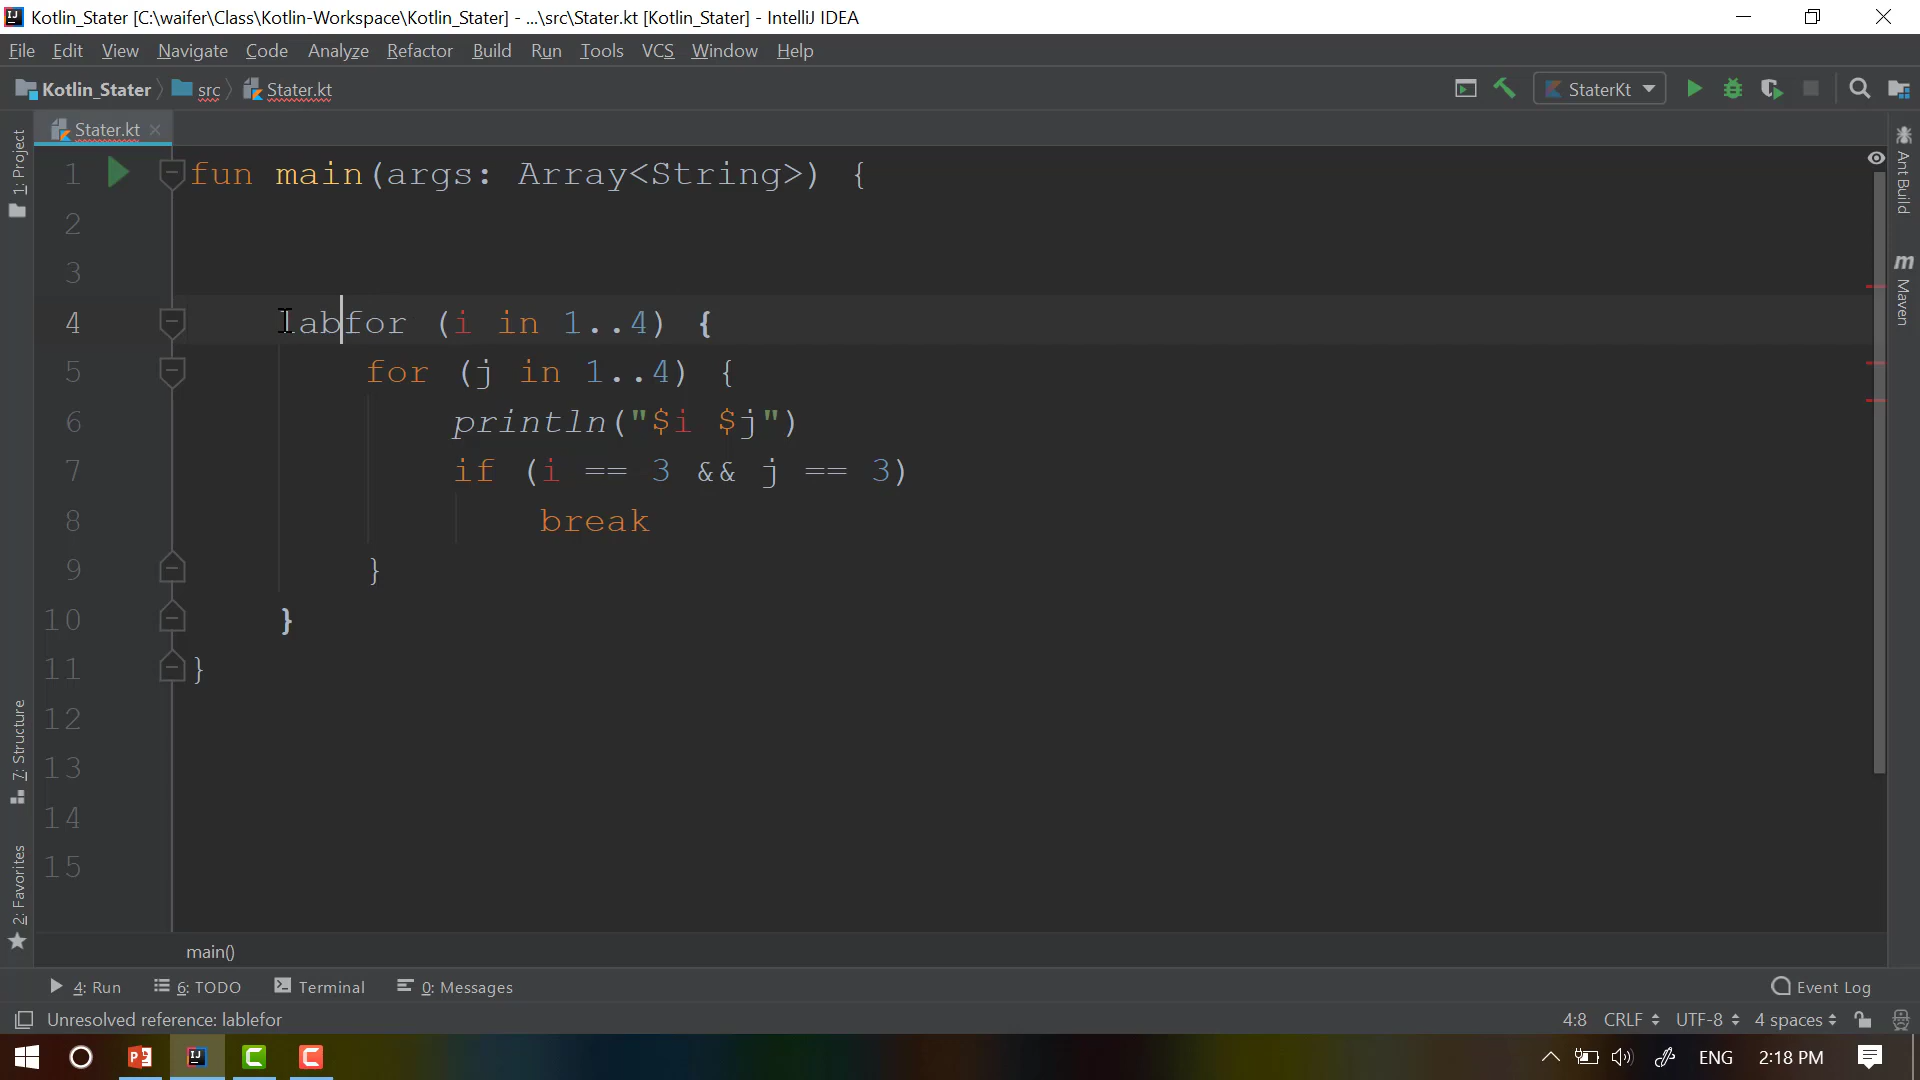 Kotlin_Stater [C:\waifer\Class\Kotlin-Workspace\Kotlin_Stater] - ...\src\Stater.kt [Kotlin_Stater] - IntelliJ IDEA
File Edit View Navigate Code Analyze Refactor Build Run Tools VCS Window Help
Kotlin_Stater src Stater.kt StaterKt
Stater.kt
1: Project
7: Structure
2: Favorites
1 fun main(args: Array<String>) {
2
3
4 labfor (i in 1..4) {
5 for (j in 1..4) {
6 println("$i $j")
7 if (i == 3 && j == 3)
8 break
9 }
10 }
11 }
12
13
14
15
Ant Build
m Maven
main()
4: Run 6: TODO Terminal 0: Messages Event Log
Unresolved reference: lablefor 4:8 CRLF UTF-8 4 spaces
ENG 2:18 PM